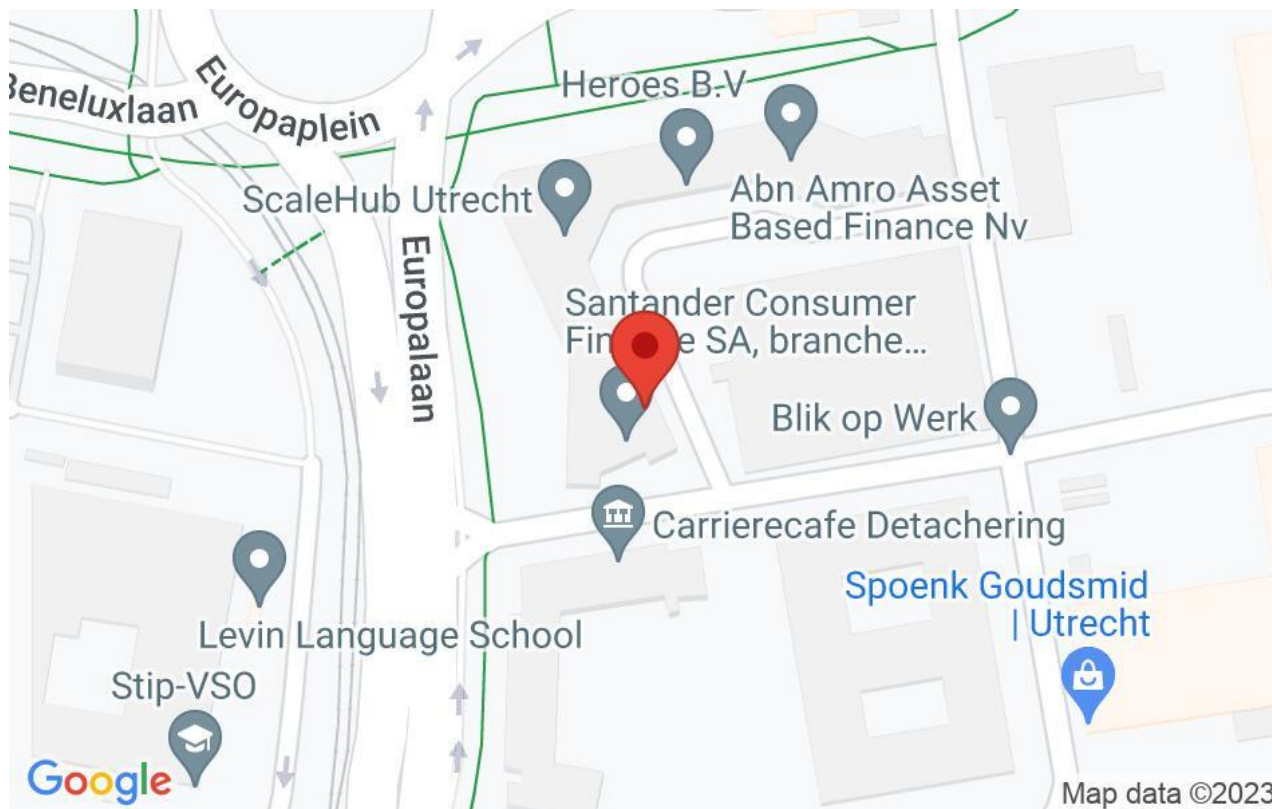 Heroes B.V
Beneluxlaan
Europaplein
ScaleHub Utrecht
Abn Amro Asset
Based Finance Nv
Europalaan
Santander Consumer
SA, branche...
Blik op Werk
Carrierecafe Detachering
Spoenk Goudsmid
| Utrecht
Levin Language School
Stip-VSO
Google
Map data ©2023